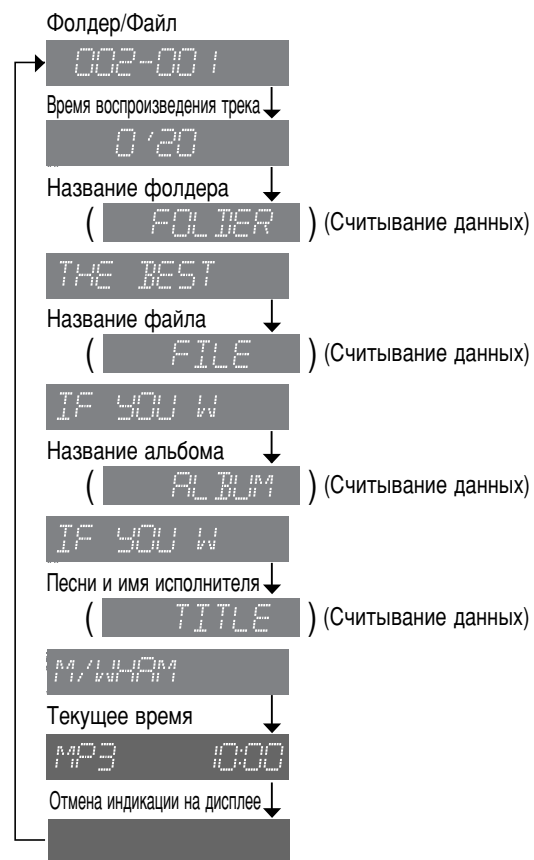 Фолдер/Файл
002-001
Время воспроизведения трека
0'20
Название фолдера
( FOLDER ) (Считывание данных)
THE BEST
Название файла
( FILE ) (Считывание данных)
IF YOU W
Название альбома
( ALBUM ) (Считывание данных)
IF YOU W
Песни и имя исполнителя
( TITLE ) (Считывание данных)
M/WHAM
Текущее время
MP3 10:00
Отмена индикации на дисплее